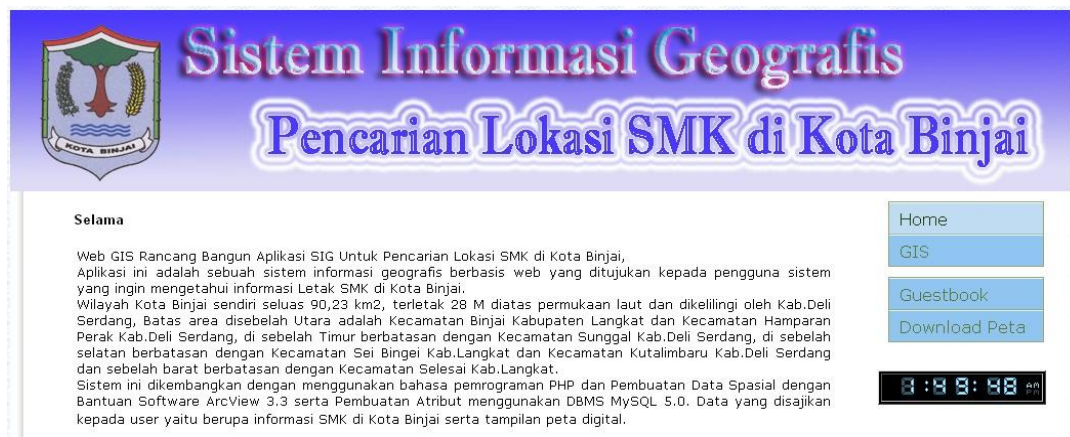 Sistem Informasi Geografis
Pencarian Lokasi SMK di Kota Binjai
KOTA BINJAI
Selama
Web GIS Rancang Bangun Aplikasi SIG Untuk Pencarian Lokasi SMK di Kota Binjai,
Aplikasi ini adalah sebuah sistem informasi geografis berbasis web yang ditujukan kepada pengguna sistem
yang ingin mengetahui informasi Letak SMK di Kota Binjai.
Wilayah Kota Binjai sendiri seluas 90,23 km2, terletak 28 M diatas permukaan laut dan dikelilingi oleh Kab.Deli
Serdang, Batas area disebelah Utara adalah Kecamatan Binjai Kabupaten Langkat dan Kecamatan Hamparan
Perak Kab.Deli Serdang, di sebelah Timur berbatasan dengan Kecamatan Sunggal Kab.Deli Serdang, di sebelah
selatan berbatasan dengan Kecamatan Sei Bingei Kab.Langkat dan Kecamatan Kutalimbaru Kab.Deli Serdang
dan sebelah barat berbatasan dengan Kecamatan Selesai Kab.Langkat.
Sistem ini dikembangkan dengan menggunakan bahasa pemrograman PHP dan Pembuatan Data Spasial dengan
Bantuan Software ArcView 3.3 serta Pembuatan Atribut menggunakan DBMS MySQL 5.0. Data yang disajikan
kepada user yaitu berupa informasi SMK di Kota Binjai serta tampilan peta digital.
Home
GIS
Guestbook
Download Peta
AM
PM